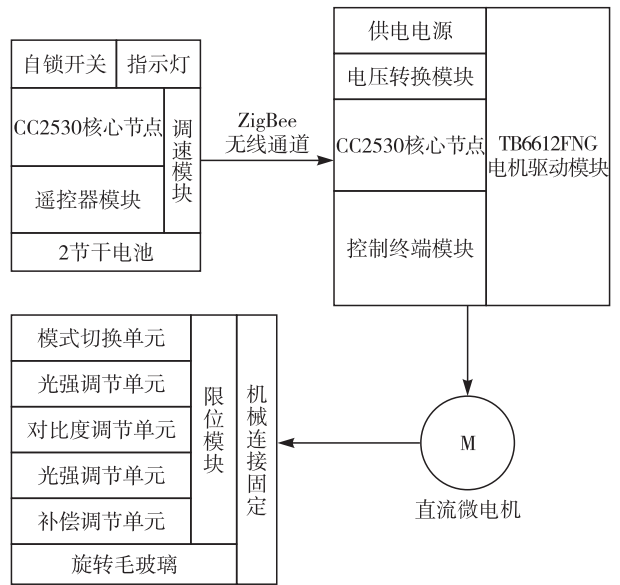 自锁开关
指示灯
CC2530核心节点
调速模块
遥控器模块
2节干电池
ZigBee
无线通道
供电电源
电压转换模块
CC2530核心节点
控制终端模块
TB6612FNG
电机驱动模块
模式切换单元
光强调节单元
对比度调节单元
光强调节单元
补偿调节单元
旋转毛玻璃
限位模块
机械连接固定
M
直流微电机